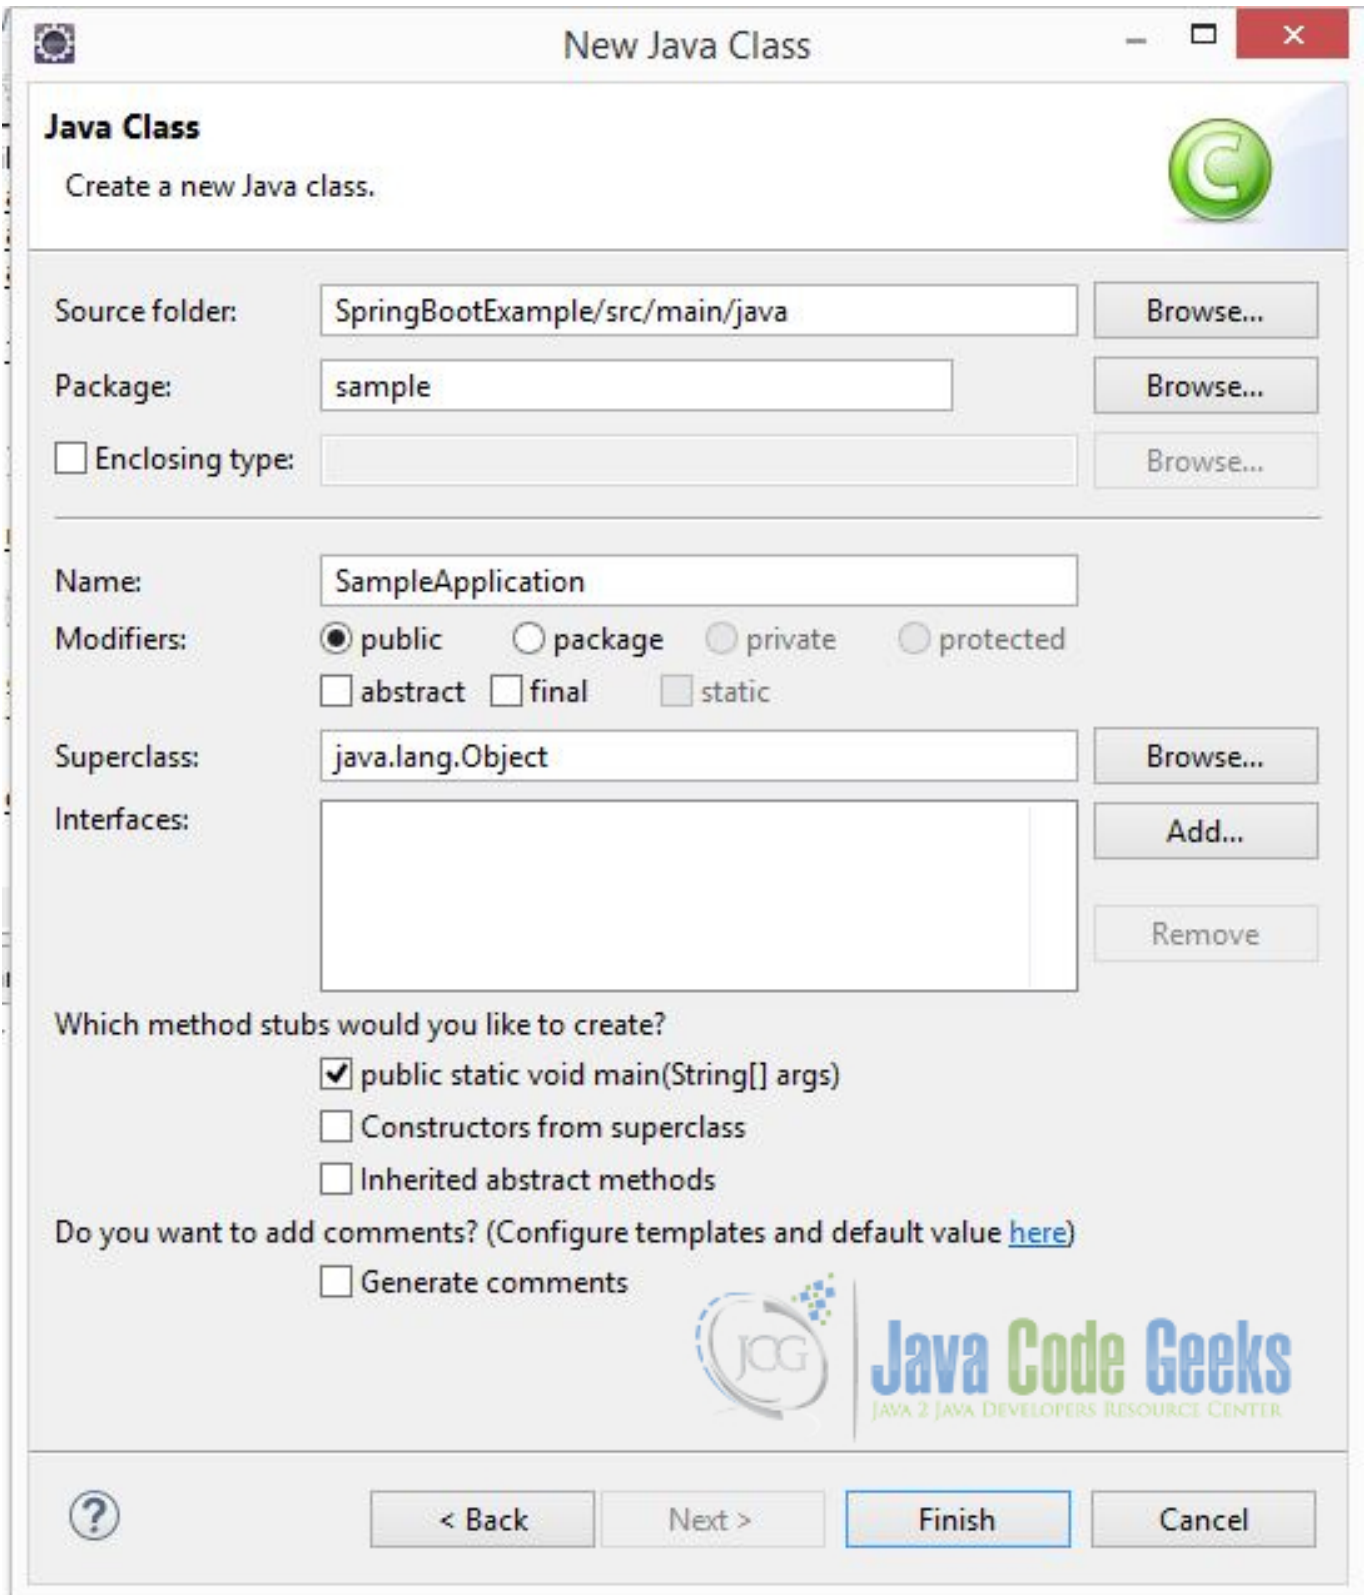 New Java Class
Java Class
Create a new Java class.
Source folder: SpringBootExample/src/main/java Browse...
Package: sample Browse...
Enclosing type: Browse...
Name: SampleApplication
Modifiers: public package private protected
abstract final static
Superclass: java.lang.Object Browse...
Interfaces: Add...
Remove
Which method stubs would you like to create?
public static void main(String[] args)
Constructors from superclass
Inherited abstract methods
Do you want to add comments? (Configure templates and default value here)
Generate comments
JCG Java Code Geeks
JAVA 2 JAVA DEVELOPERS RESOURCE CENTER
? < Back Next > Finish Cancel